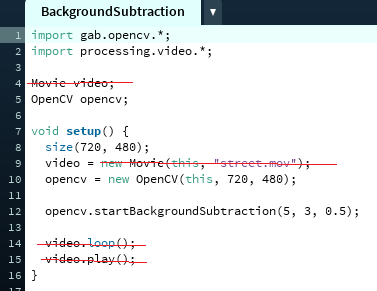 BackgroundSubtraction ▼
1 import gab.opencv.*;
2 import processing.video.*;
3
4 Movie video;
5 OpenCV opencv;
6
7 void setup() {
8 size(720, 480);
9 video = new Movie(this, "street.mov");
10 opencv = new OpenCV(this, 720, 480);
11
12 opencv.startBackgroundSubtraction(5, 3, 0.5);
13
14 video.loop();
15 video.play();
16 }
17